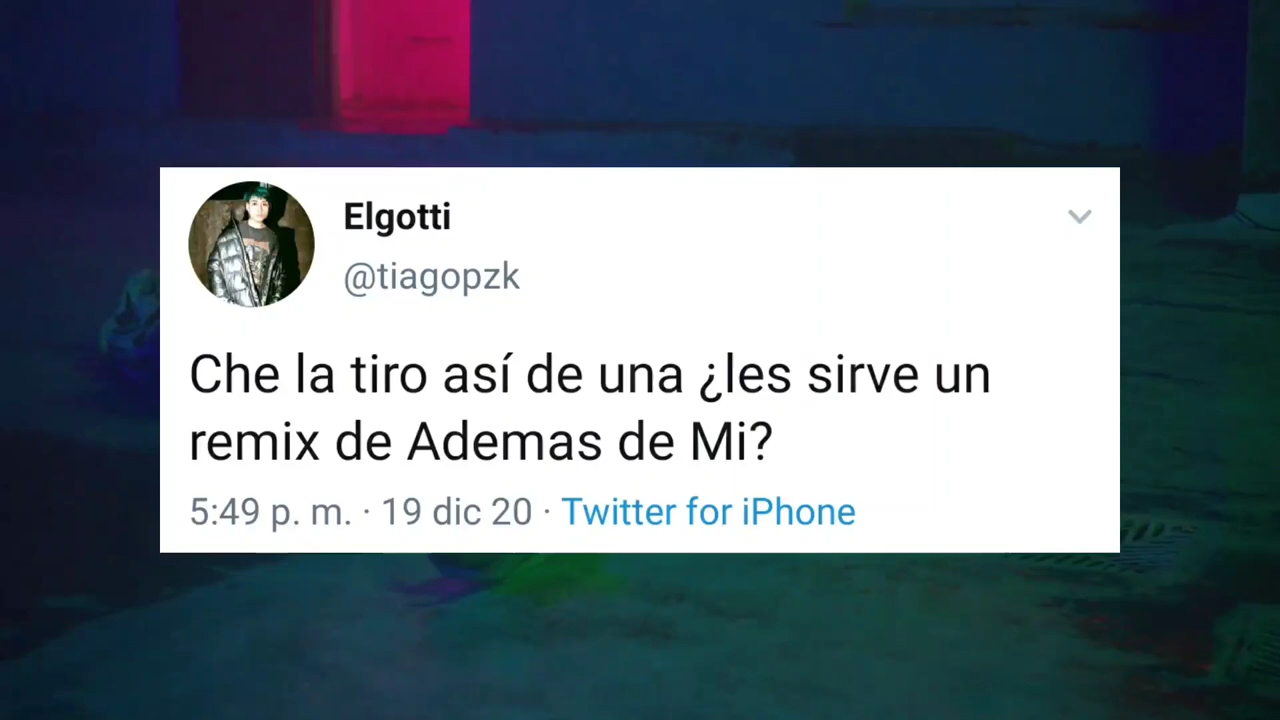 Elgotti
@tiagopzk
Che la tiro así de una ¿les sirve un
remix de Ademas de Mi?
5:49 p. m. · 19 dic 20 · Twitter for iPhone